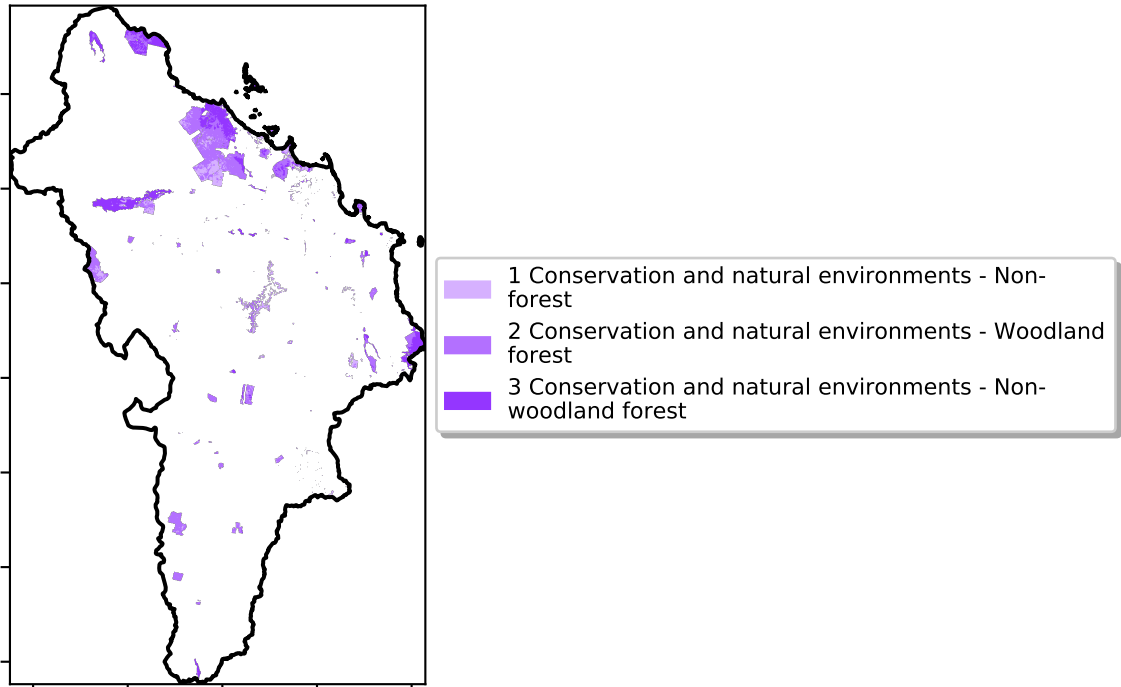 1 Conservation and natural environments - Non-
forest
2 Conservation and natural environments - Woodland
forest
3 Conservation and natural environments - Non-
woodland forest